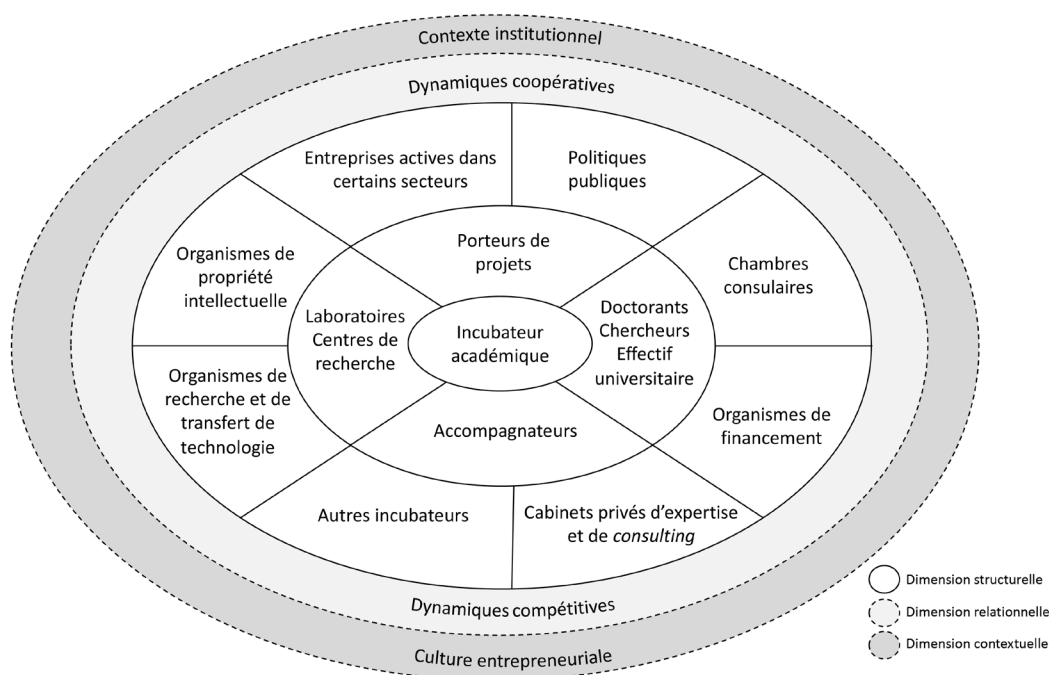 Contexte institutionnel
Dynamiques coopératives
Entreprises actives dans
certains secteurs
Politiques
publiques
Organismes de
propriété
intellectuelle
Porteurs de
projets
Chambres
consulaires
Laboratoires
Centres de
recherche
Incubateur
académique
Doctorants
Chercheurs
Effectif
universitaire
Organismes de
recherche et de
transfert de
technologie
Accompagnateurs
Organismes de
financement
Autres incubateurs
Cabinets privés d’expertise
et de consulting
Dynamiques compétitives
Culture entrepreneuriale
Dimension structurelle
Dimension relationnelle
Dimension contextuelle